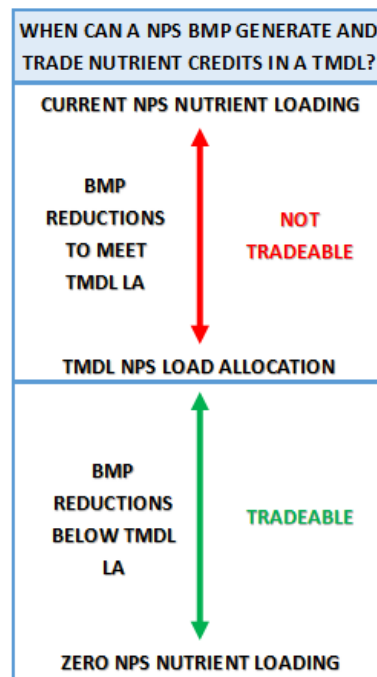 WHEN CAN A NPS BMP GENERATE AND
TRADE NUTRIENT CREDITS IN A TMDL?
CURRENT NPS NUTRIENT LOADING
BMP
REDUCTIONS
TO MEET
TMDL LA
NOT
TRADEABLE
TMDL NPS LOAD ALLOCATION
BMP
REDUCTIONS
BELOW TMDL
LA
TRADEABLE
ZERO NPS NUTRIENT LOADING